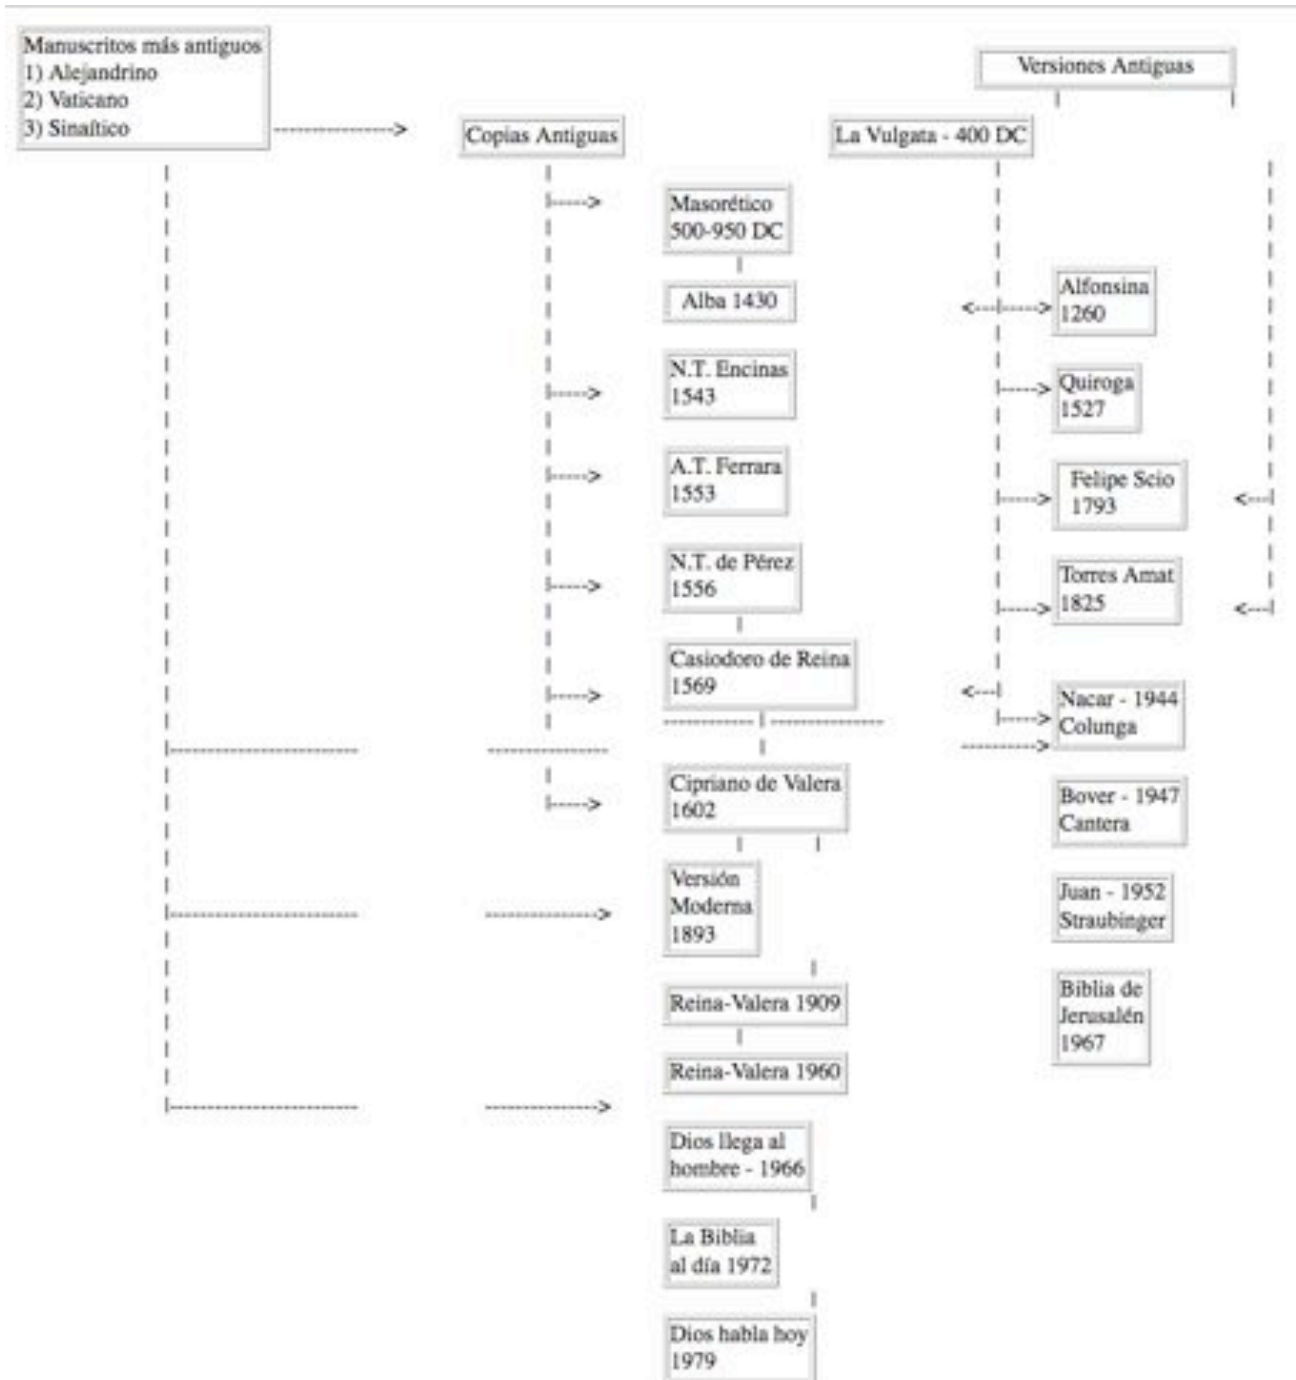 Manuscritos más antiguos
1) Alejandrino
2) Vaticano
3) Sinaítico
Copias Antiguas
Masorético
500-950 DC
Alba 1430
N.T. Encinas
1543
A.T. Ferrara
1553
N.T. de Pérez
1556
Casiodoro de Reina
1569
Cipriano de Valera
1602
Versión
Moderna
1893
Reina-Valera 1909
Reina-Valera 1960
Dios llega al
hombre - 1966
La Biblia
al día 1972
Dios habla hoy
1979
Versiones Antiguas
La Vulgata - 400 DC
Alfonsina
1260
Quiroga
1527
Felipe Scio
1793
Torres Amat
1825
Nacar - 1944
Colunga
Bover - 1947
Cantera
Juan - 1952
Straubinger
Biblia de
Jerusalén
1967